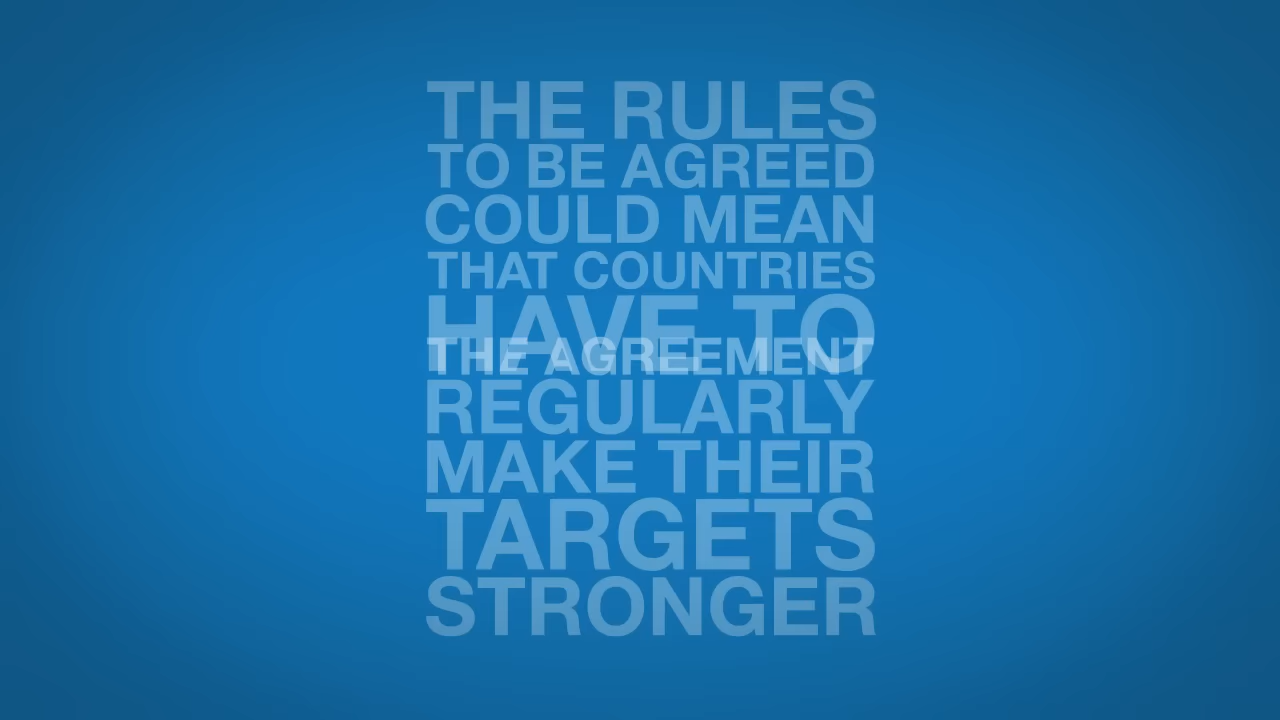 THE RULES
TO BE AGREED
COULD MEAN
THAT COUNTRIES
HAVE TO
THE AGREEMENT
REGULARLY
MAKE THEIR
TARGETS
STRONGER